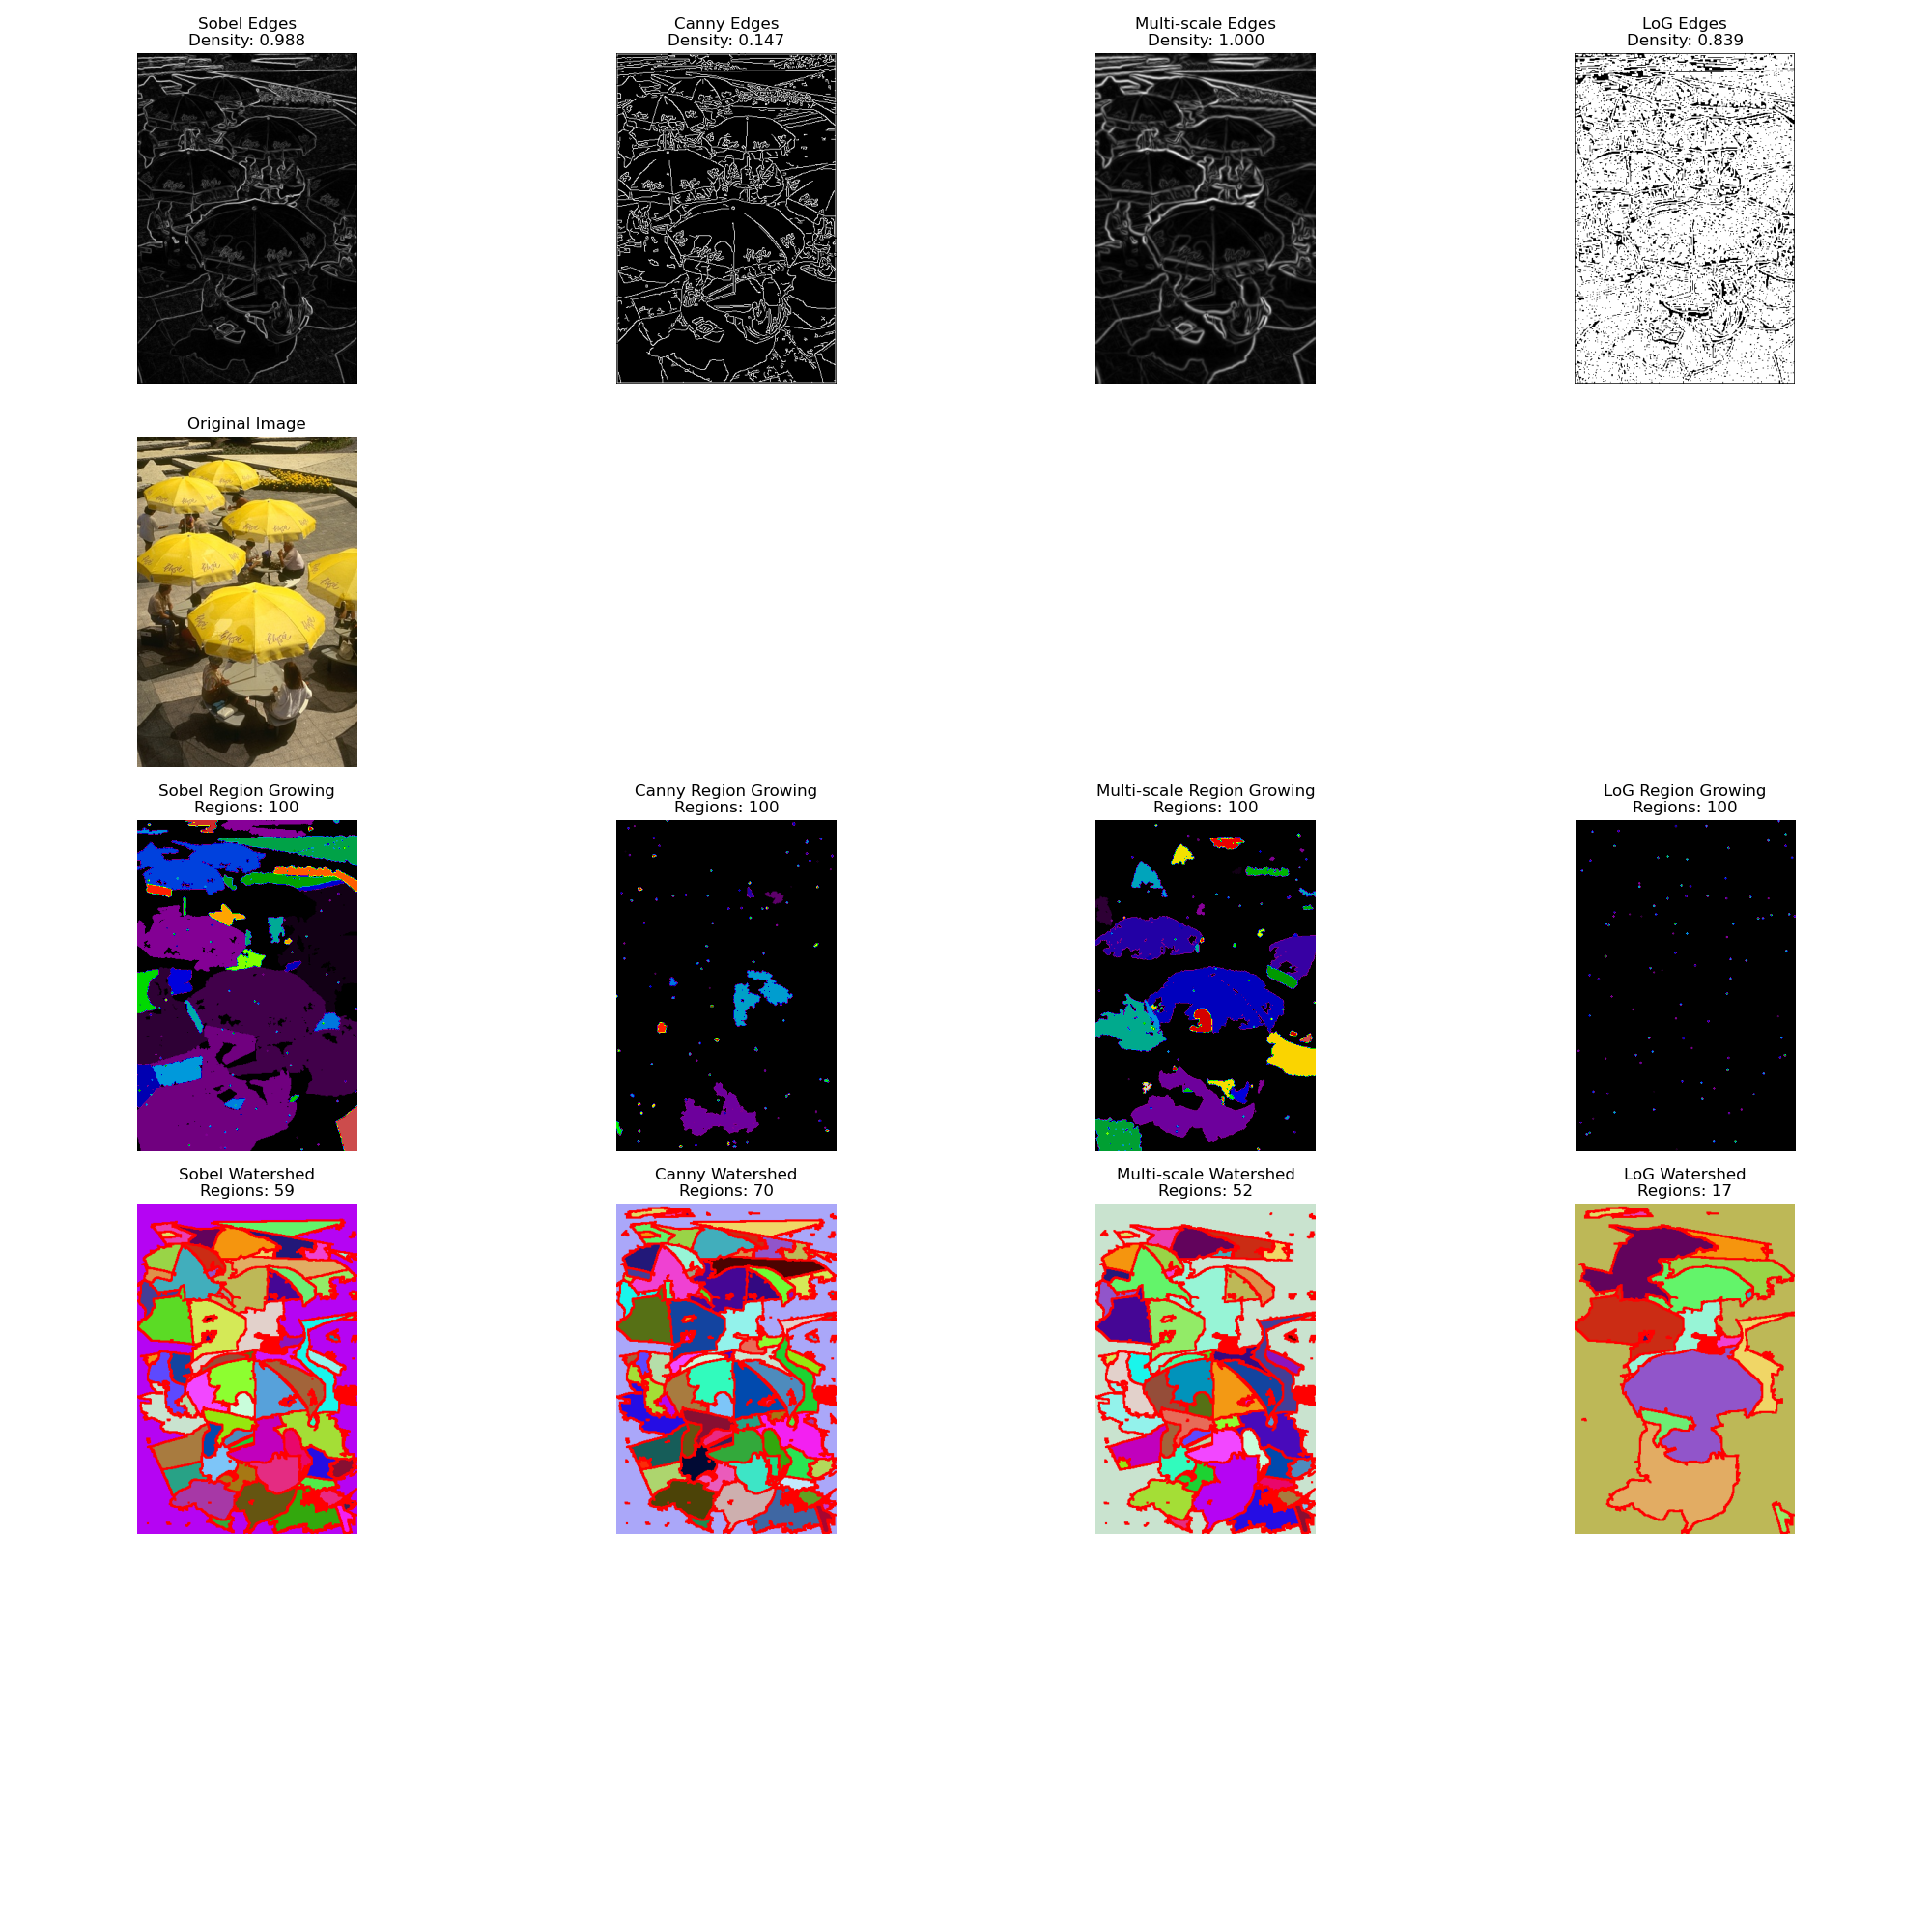 Sobel Edges
Density: 0.988
Canny Edges
Density: 0.147
Multi-scale Edges
Density: 1.000
LoG Edges
Density: 0.839
Original Image
Sobel Region Growing
Regions: 100
Canny Region Growing
Regions: 100
Multi-scale Region Growing
Regions: 100
LoG Region Growing
Regions: 100
Sobel Watershed
Regions: 59
Canny Watershed
Regions: 70
Multi-scale Watershed
Regions: 52
LoG Watershed
Regions: 17